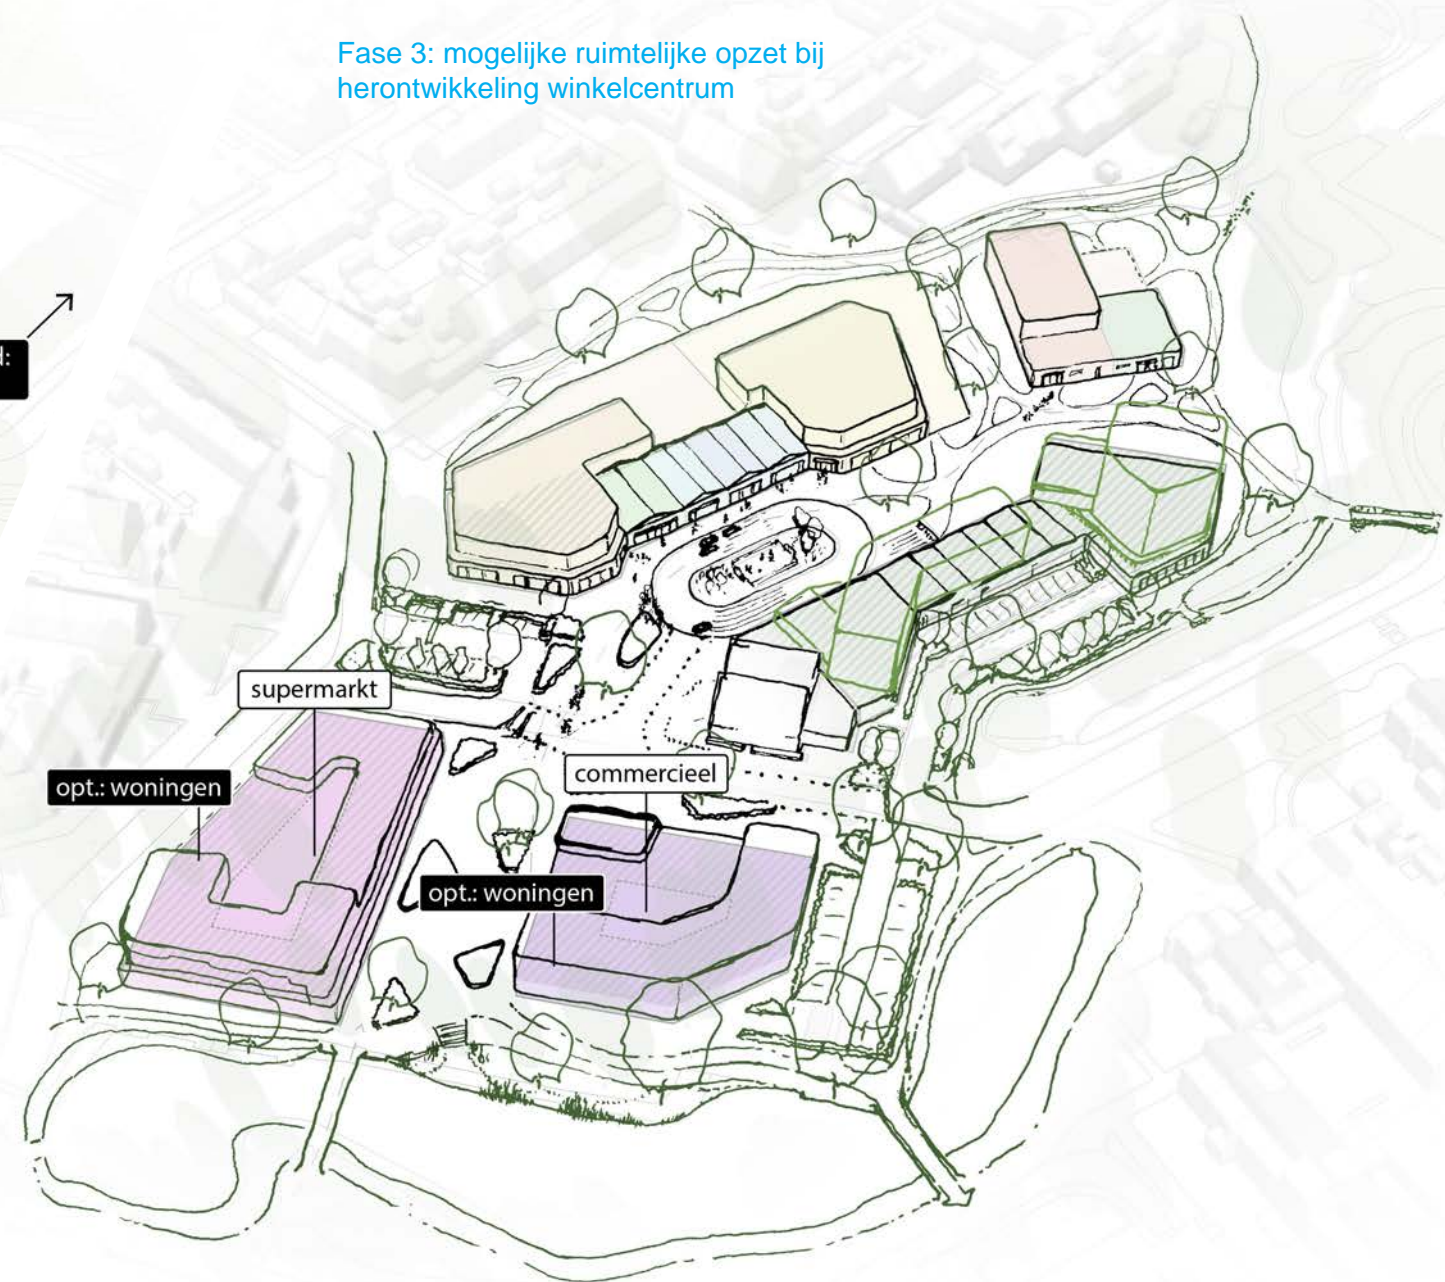 Fase 3: mogelijke ruimtelijke opzet bij
herontwikkeling winkelcentrum
supermarkt
opt.: woningen
commercieel
opt.: woningen